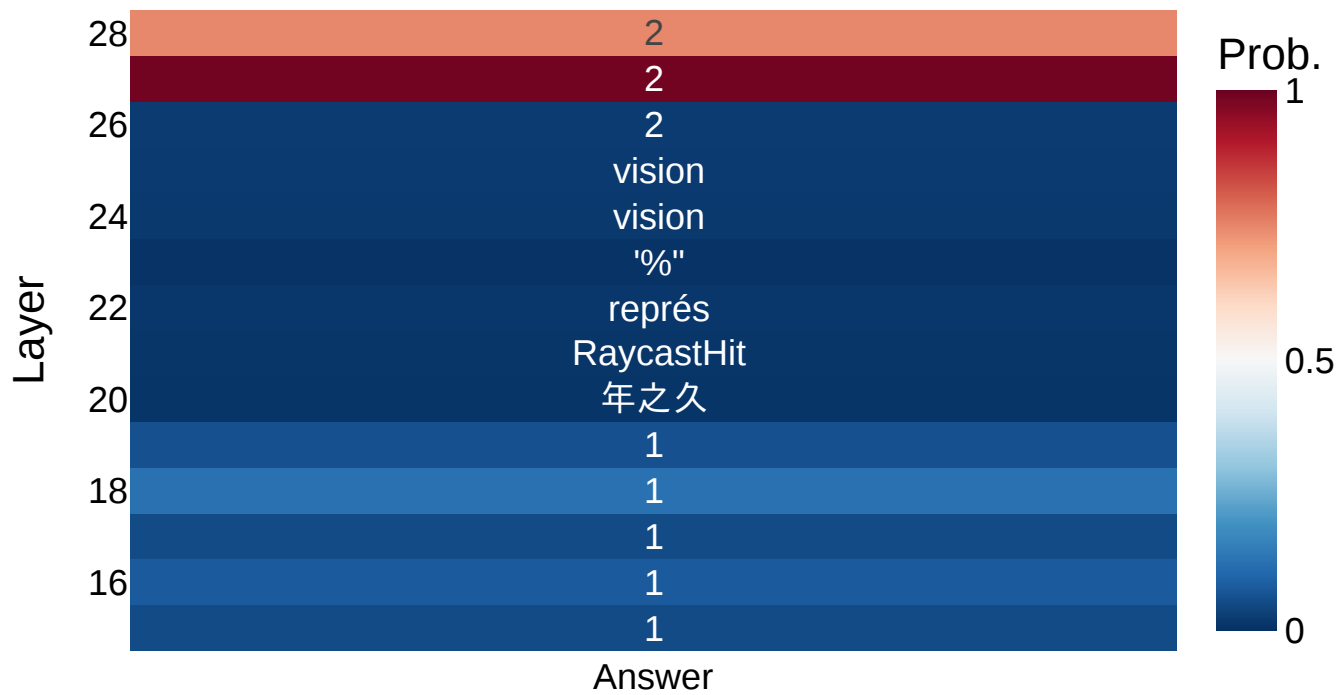 28
2
Prob.
1
2
26
2
vision
24
vision
'%"
22
représ
Layer
RaycastHit
0.5
20
年之久
1
18
1
1
16
1
0
1
Answer